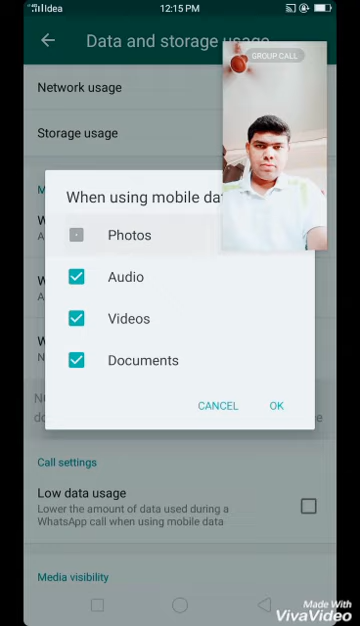 Idea
12:15 PM
Data and storage usage
GROUP CALL
Network usage
Storage usage
When using mobile da
Photos
Audio
Videos
Documents
CANCEL
OK
Call settings
Low data usage
Lower the amount of data used during a
WhatsApp call when using mobile data
Media visibility
Made With
VivaVideo